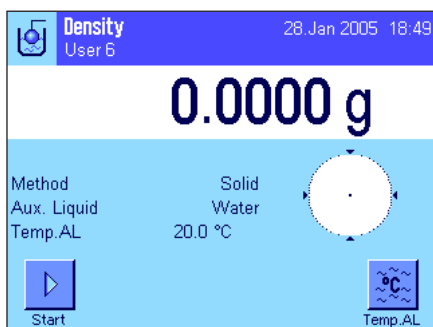 Density 28.Jan 2005 18:49
User 6
0.0000 g
Method Solid
Aux. Liquid Water
Temp.AL 20.0 °C
°C
Start Temp.AL